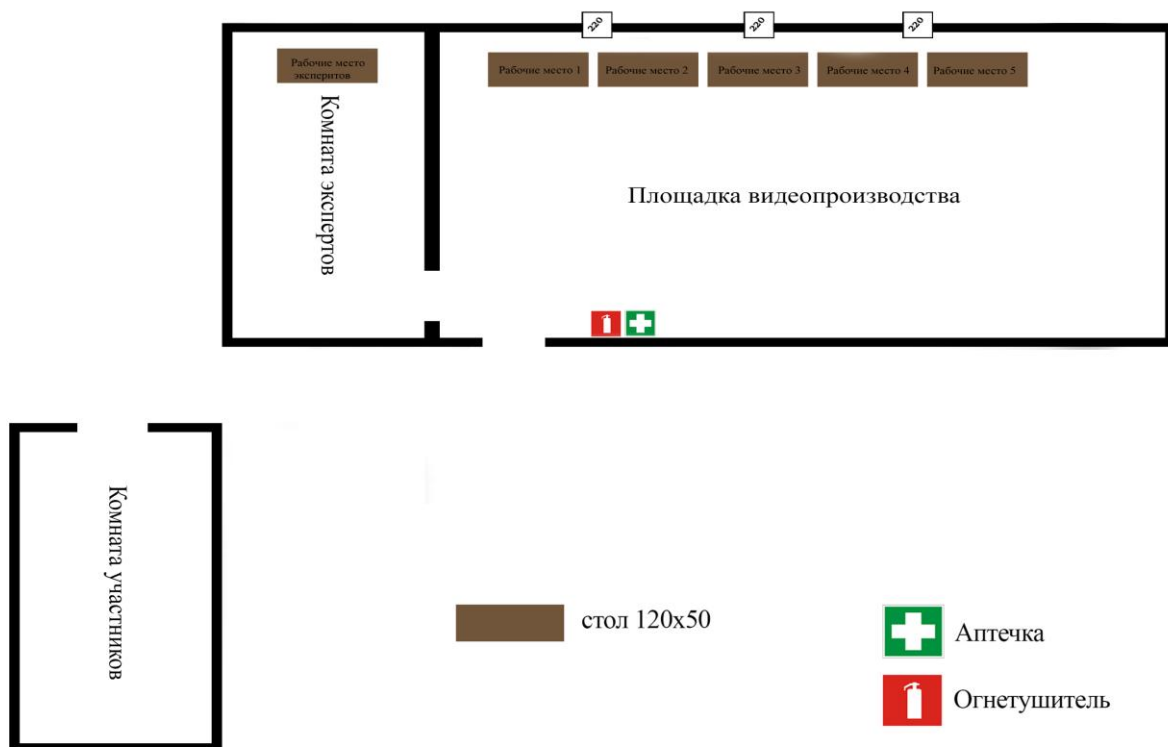 220
220
220
Рабочие место
эксперитов
Рабочие место 1
Рабочие место 2
Рабочие место 3
Рабочие место 4
Рабочие место 5
Комната экспертов
Площадка видеопроизводства
Комната участников
стол 120х50
Аптечка
Огнетушитель